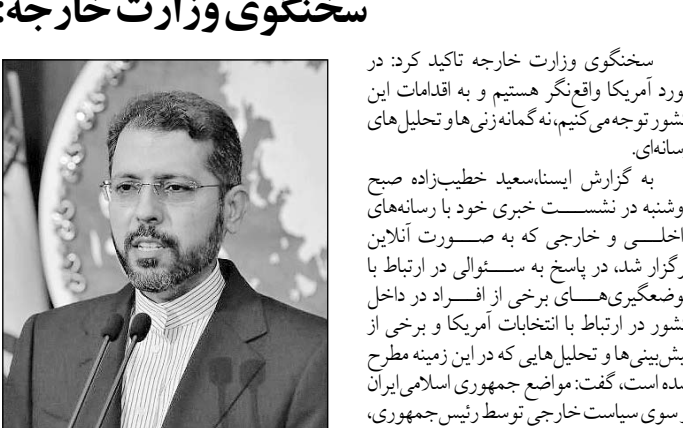 سخنگوی وزارت خارجه:
سخنگوی وزارت خارجه تاکید کرد: در
ورد آمریکا واقع‌نگر هستیم و به اقدامات این
شور توجه می‌کنیم، نه گمانه‌زنی‌ها و تحلیل‌های
سانه‌ای.
به گزارش ایسنا،سعید خطیب‌زاده صبح
وشنبه در نشست خبری خود با رسانه‌های
اخلی و خارجی که به صورت آنلاین
رگزار شد، در پاسخ به سئوالی در ارتباط با
وضعگیری‌های برخی از افراد در داخل
شور در ارتباط با انتخابات آمریکا و برخی از
یش‌بینی‌ها و تحلیل‌هایی که در این زمینه مطرح
ده است، گفت: مواضع جمهوری اسلامی‌ایران
ر سوی سیاست خارجی توسط رئیس‌جمهوری،